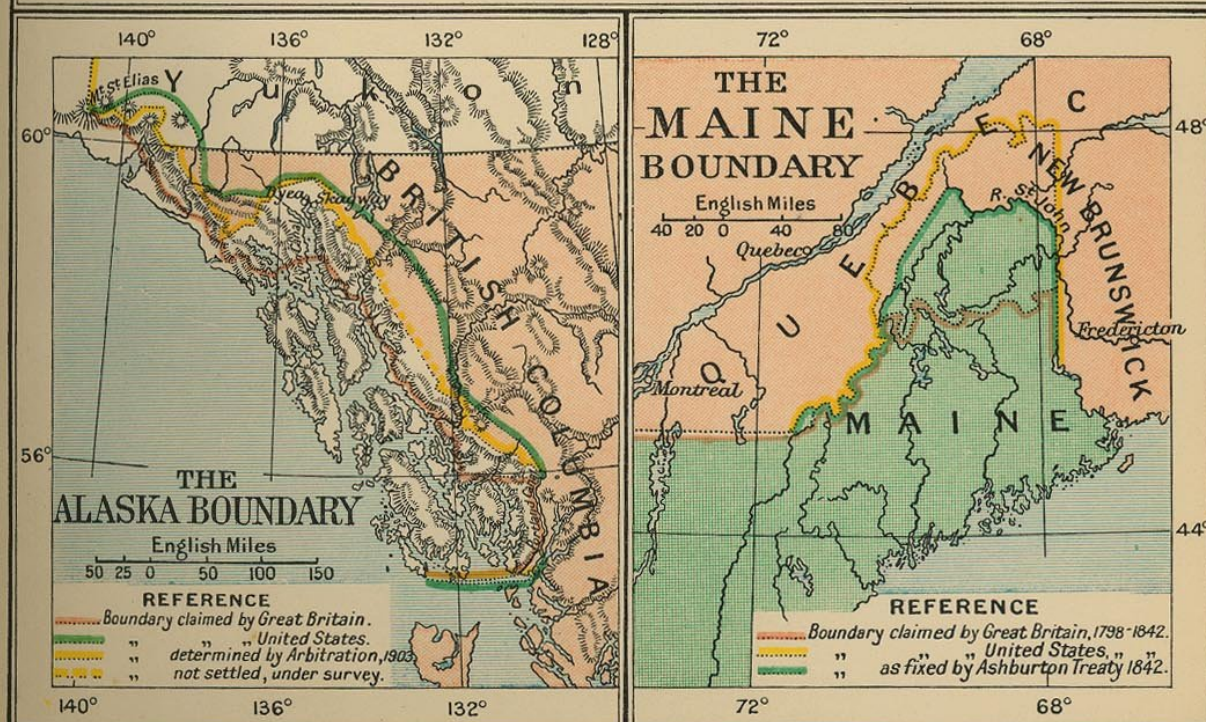 140° 136° 132° 128°
Mt St Elias
Yukon
60°
Dyea Skagway
BRITISH COLUMBIA
56°
THE
ALASKA BOUNDARY
English Miles
50 25 0 50 100 150
REFERENCE
Boundary claimed by Great Britain.
„ „ United States.
„ determined by Arbitration, 1903
„ not settled, under survey.
140° 136° 132°
72° 68°
THE
MAINE
BOUNDARY
English Miles
40 20 0 40 80
QUEBEC
48°
NEW BRUNSWICK
R. St. John
Quebec
Fredericton
Montreal
MAINE
44°
REFERENCE
Boundary claimed by Great Britain, 1798-1842.
„ „ United States, „ „
„ as fixed by Ashburton Treaty 1842.
72° 68°